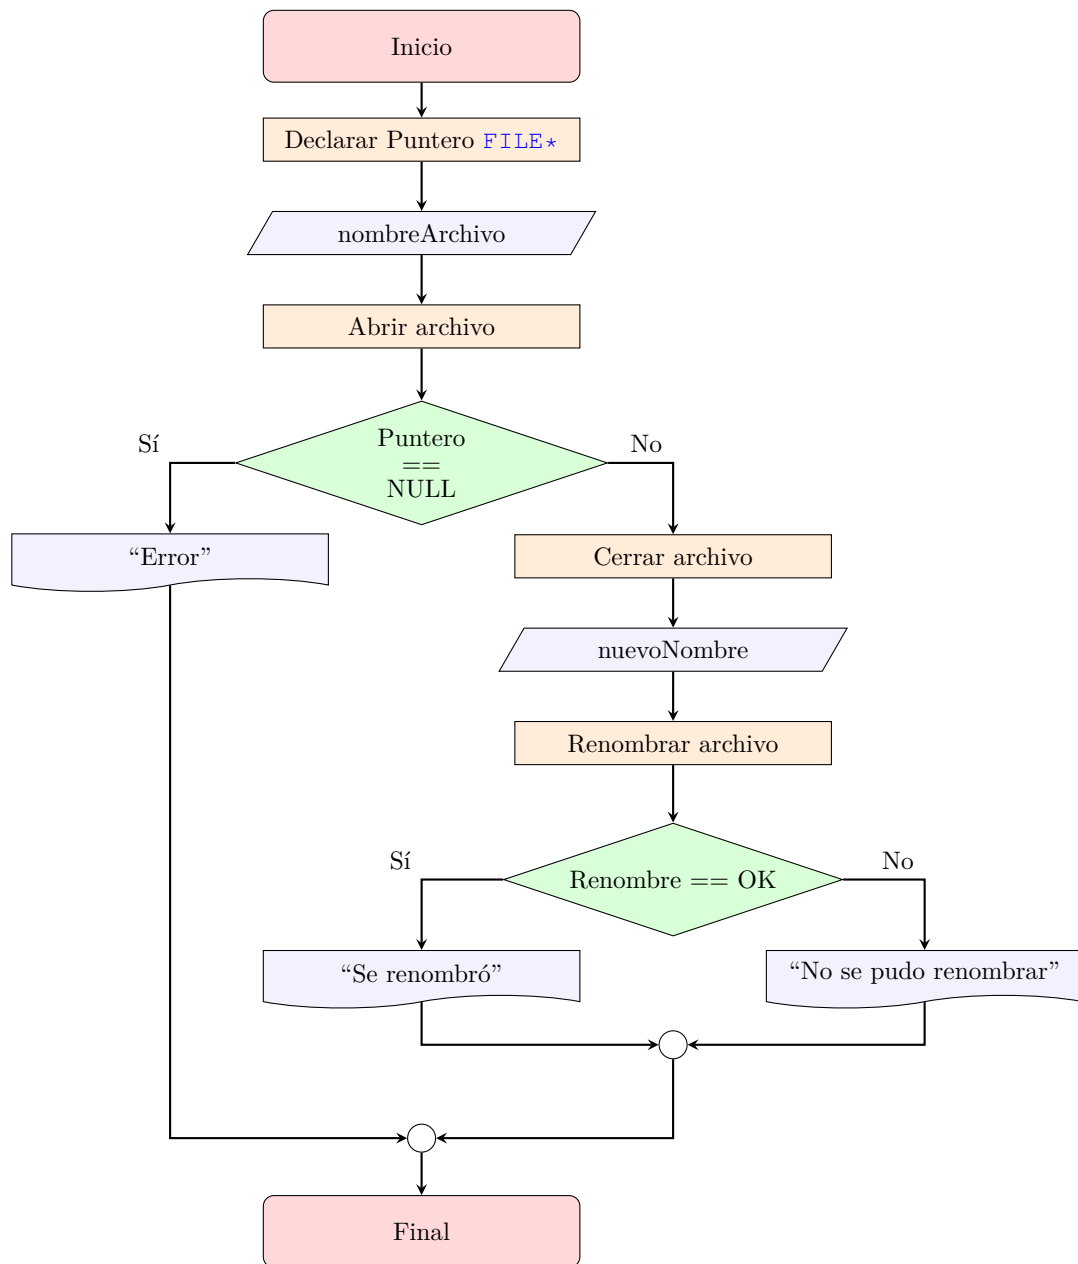 Inicio
Declarar Puntero FILE*
nombreArchivo
Abrir archivo
Puntero
==
NULL
Sí
No
“Error”
Cerrar archivo
nuevoNombre
Renombrar archivo
Renombre == OK
Sí
No
“Se renombró”
“No se pudo renombrar”
Final